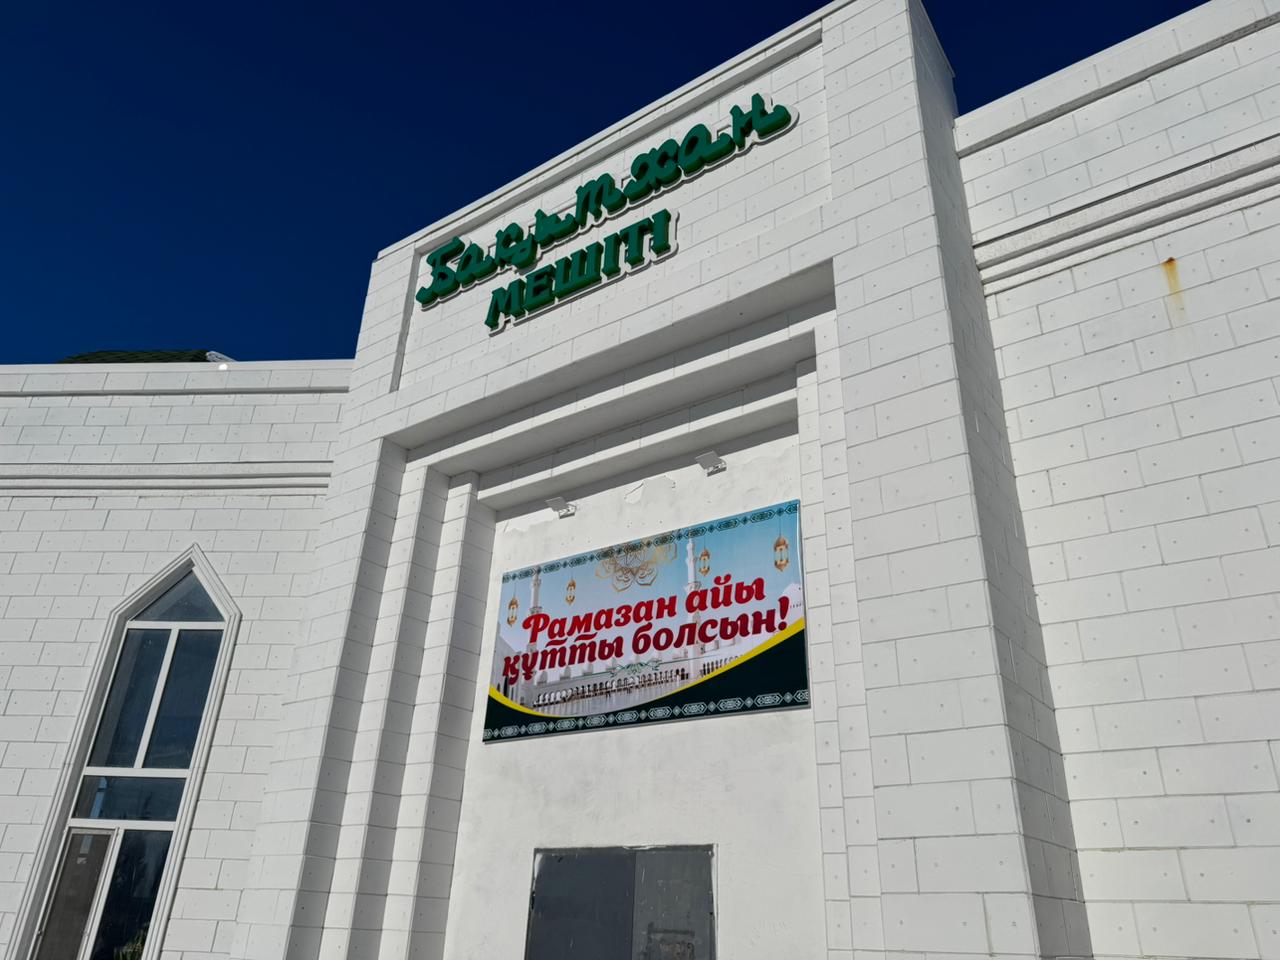 Бақытжан
МЕШІТІ
Рамазан айы
құтты болсын!